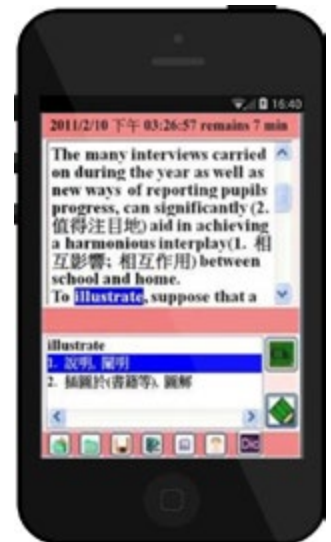 16:40
2011/2/10 下午 03:26:57 remains 7 min
The many interviews carried
on during the year as well as
new ways of reporting pupils
progress, can significantly (2.
值得注目地) aid in achieving
a harmonious interplay(1. 相
互影響; 相互作用) between
school and home.
To illustrate, suppose that a
illustrate
1. 說明, 闡明
2. 插圖於(書籍等), 圖解
Dic